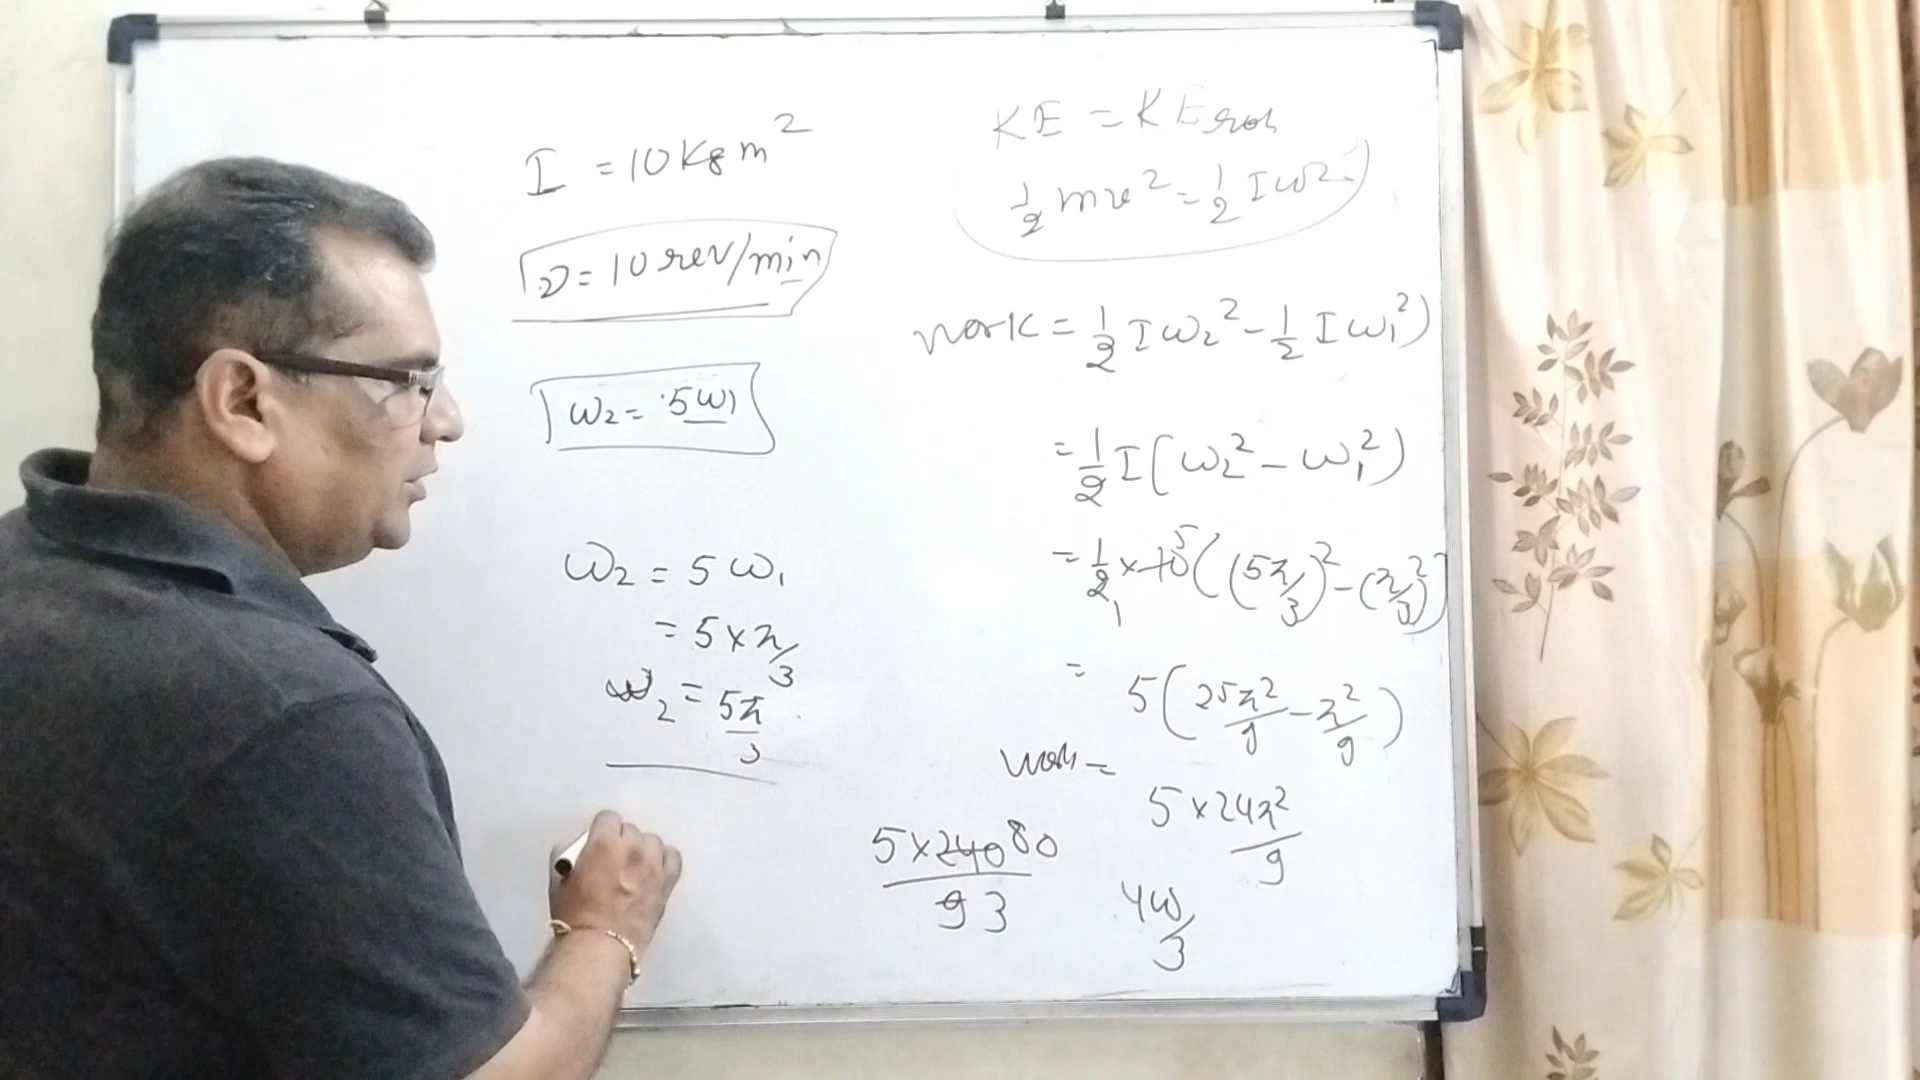 I = 10 Kg m²
ν = 10 rev/min
ω₂ = 5ω₁
ω₂ = 5ω₁
= 5 × π/3
ω₂ = 5π/3
KE = KE rot
½ mv² = ½ Iω²
work = ½ Iω₂² - ½ Iω₁²)
= ½ I(ω₂² - ω₁²)
= ½ × 10 5 ((5π/3)² - (π/3)²)
= 5(25π²/9 - π²/9)
work =
5 × 24π²/9
5 × 240 80 / 9 3
400/3